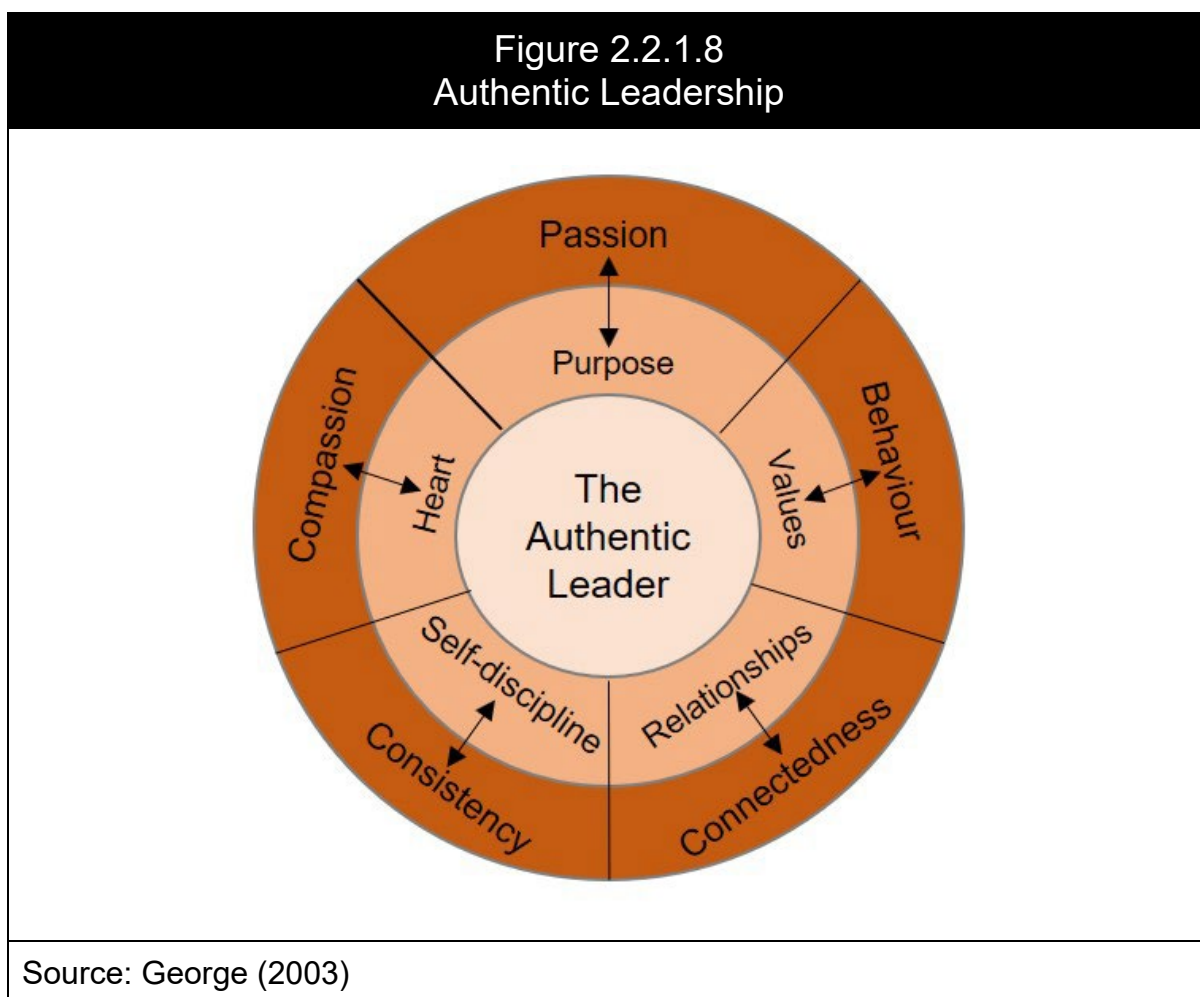 Figure 2.2.1.8
Authentic Leadership
Passion
Purpose
Behaviour
Values
Compassion
Heart
The
Authentic
Leader
Self-discipline
Relationships
Consistency
Connectedness
Source: George (2003)